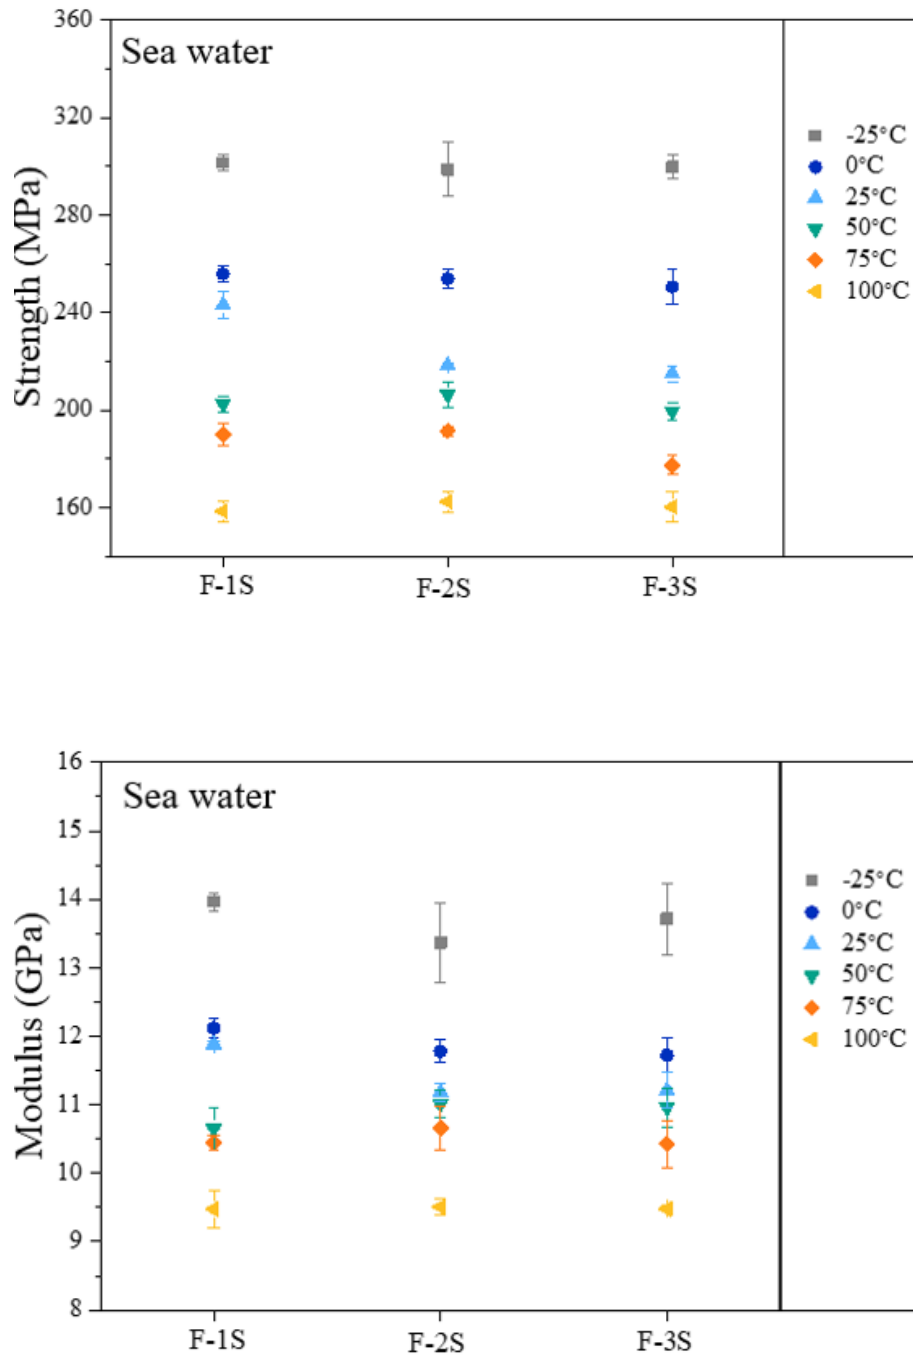 360
Sea water
320
280
240
200
160
Strength (MPa)
F-1S
F-2S
F-3S
-25°C
0°C
25°C
50°C
75°C
100°C
16
Sea water
15
14
13
12
11
10
9
8
Modulus (GPa)
F-1S
F-2S
F-3S
-25°C
0°C
25°C
50°C
75°C
100°C